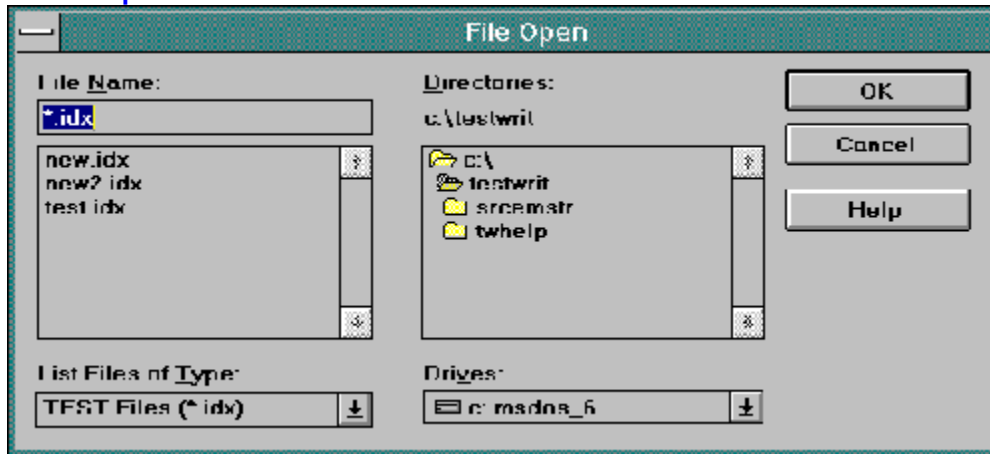 File Open
File Name:
*.idx
new.idx
new2.idx
test.idx
List Files of Type:
TEST Files (*.idx)
Directories:
c:\testwrit
c:\
testwrit
srcemstr
twhelp
Drives:
c: msdos_6
OK
Cancel
Help